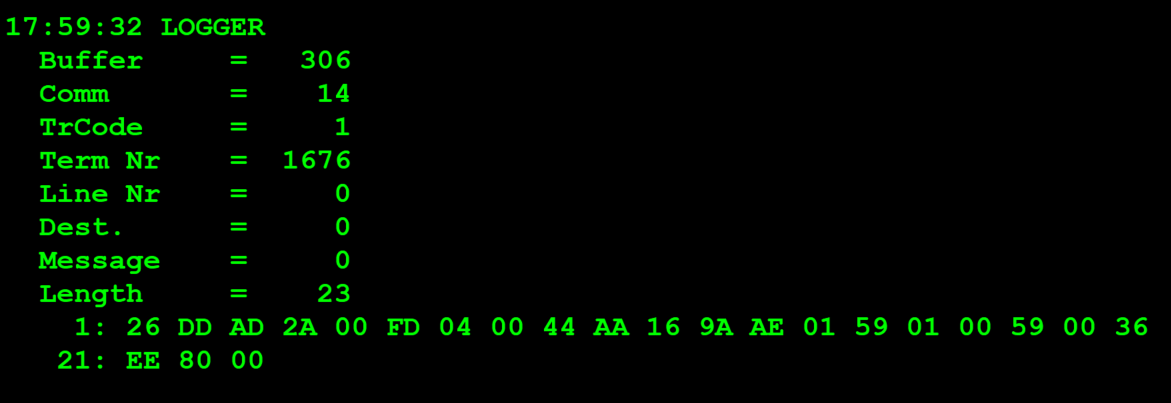 17:59:32 LOGGER
Buffer = 306
Comm = 14
TrCode = 1
Term Nr = 1676
Line Nr = 0
Dest. = 0
Message = 0
Length = 23
1: 26 DD AD 2A 00 FD 04 00 44 AA 16 9A AE 01 59 01 00 59 00 36
21: EE 80 00